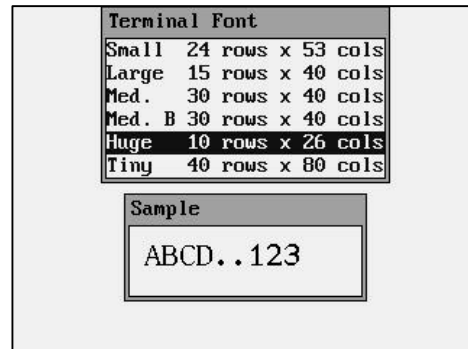 Terminal Font
Small 24 rows x 53 cols
Large 15 rows x 40 cols
Med. 30 rows x 40 cols
Med. B 30 rows x 40 cols
Huge 10 rows x 26 cols
Tiny 40 rows x 80 cols
Sample
ABCD..123